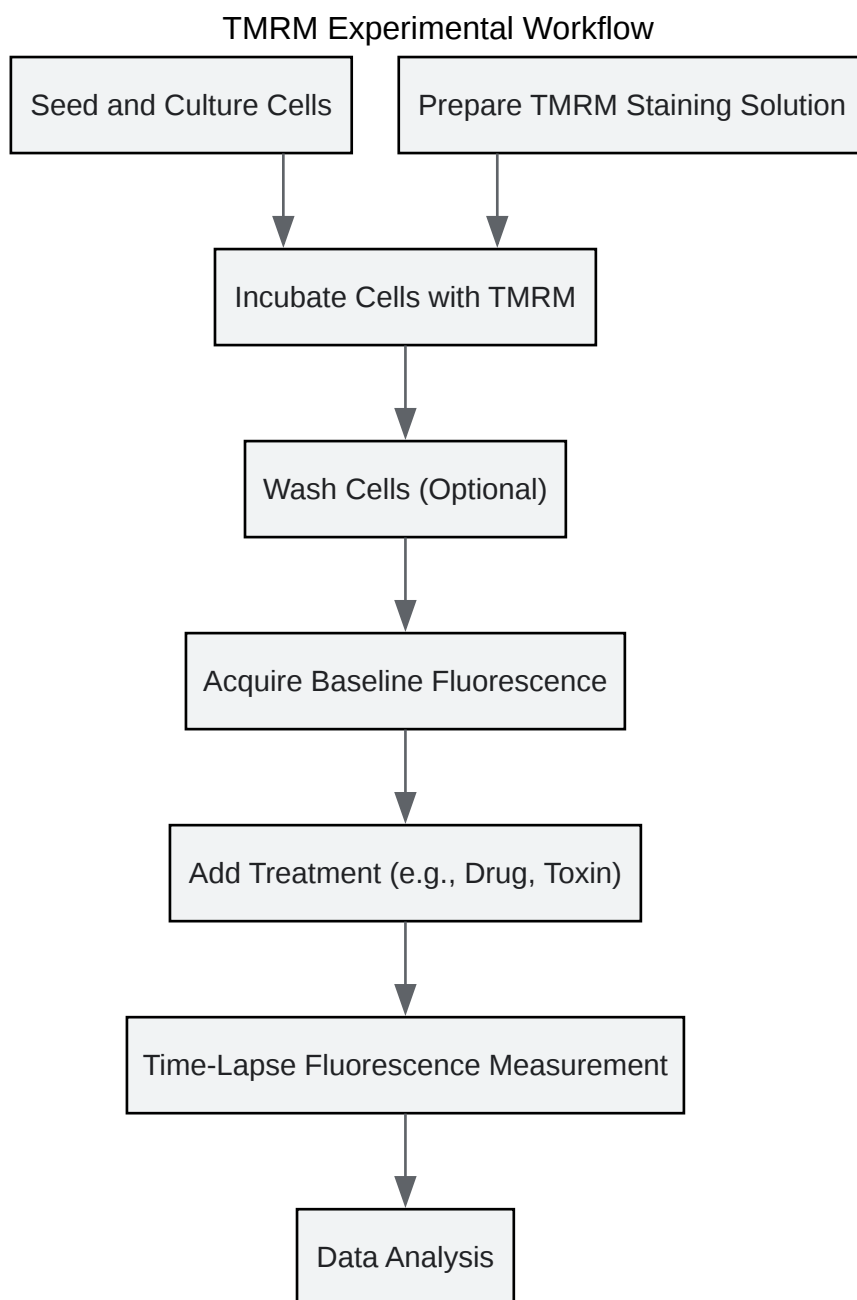 TMRM Experimental Workflow
Seed and Culture Cells
Prepare TMRM Staining Solution
Incubate Cells with TMRM
Wash Cells (Optional)
Acquire Baseline Fluorescence
Add Treatment (e.g., Drug, Toxin)
Time-Lapse Fluorescence Measurement
Data Analysis